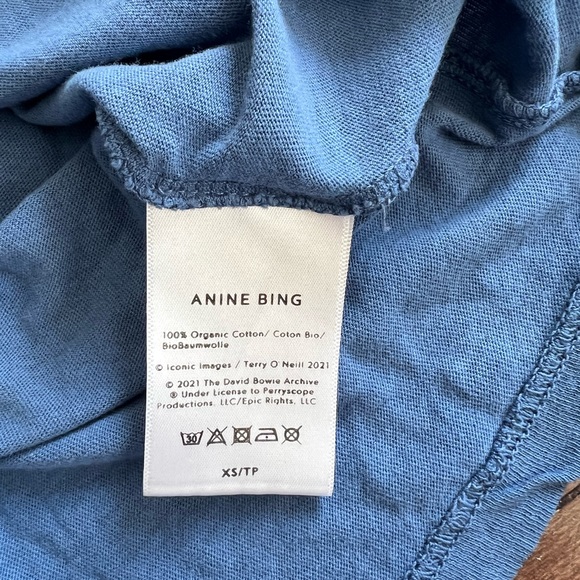 ANINE BING
100% Organic Cotton/ Coton Bio/
BioBaumwolle
© Iconic Images / Terry O Neill 2021
© 2021 The David Bowie Archive
® Under License to Perryscope
Productions, LLC/Epic Rights, LLC
30
XS/TP